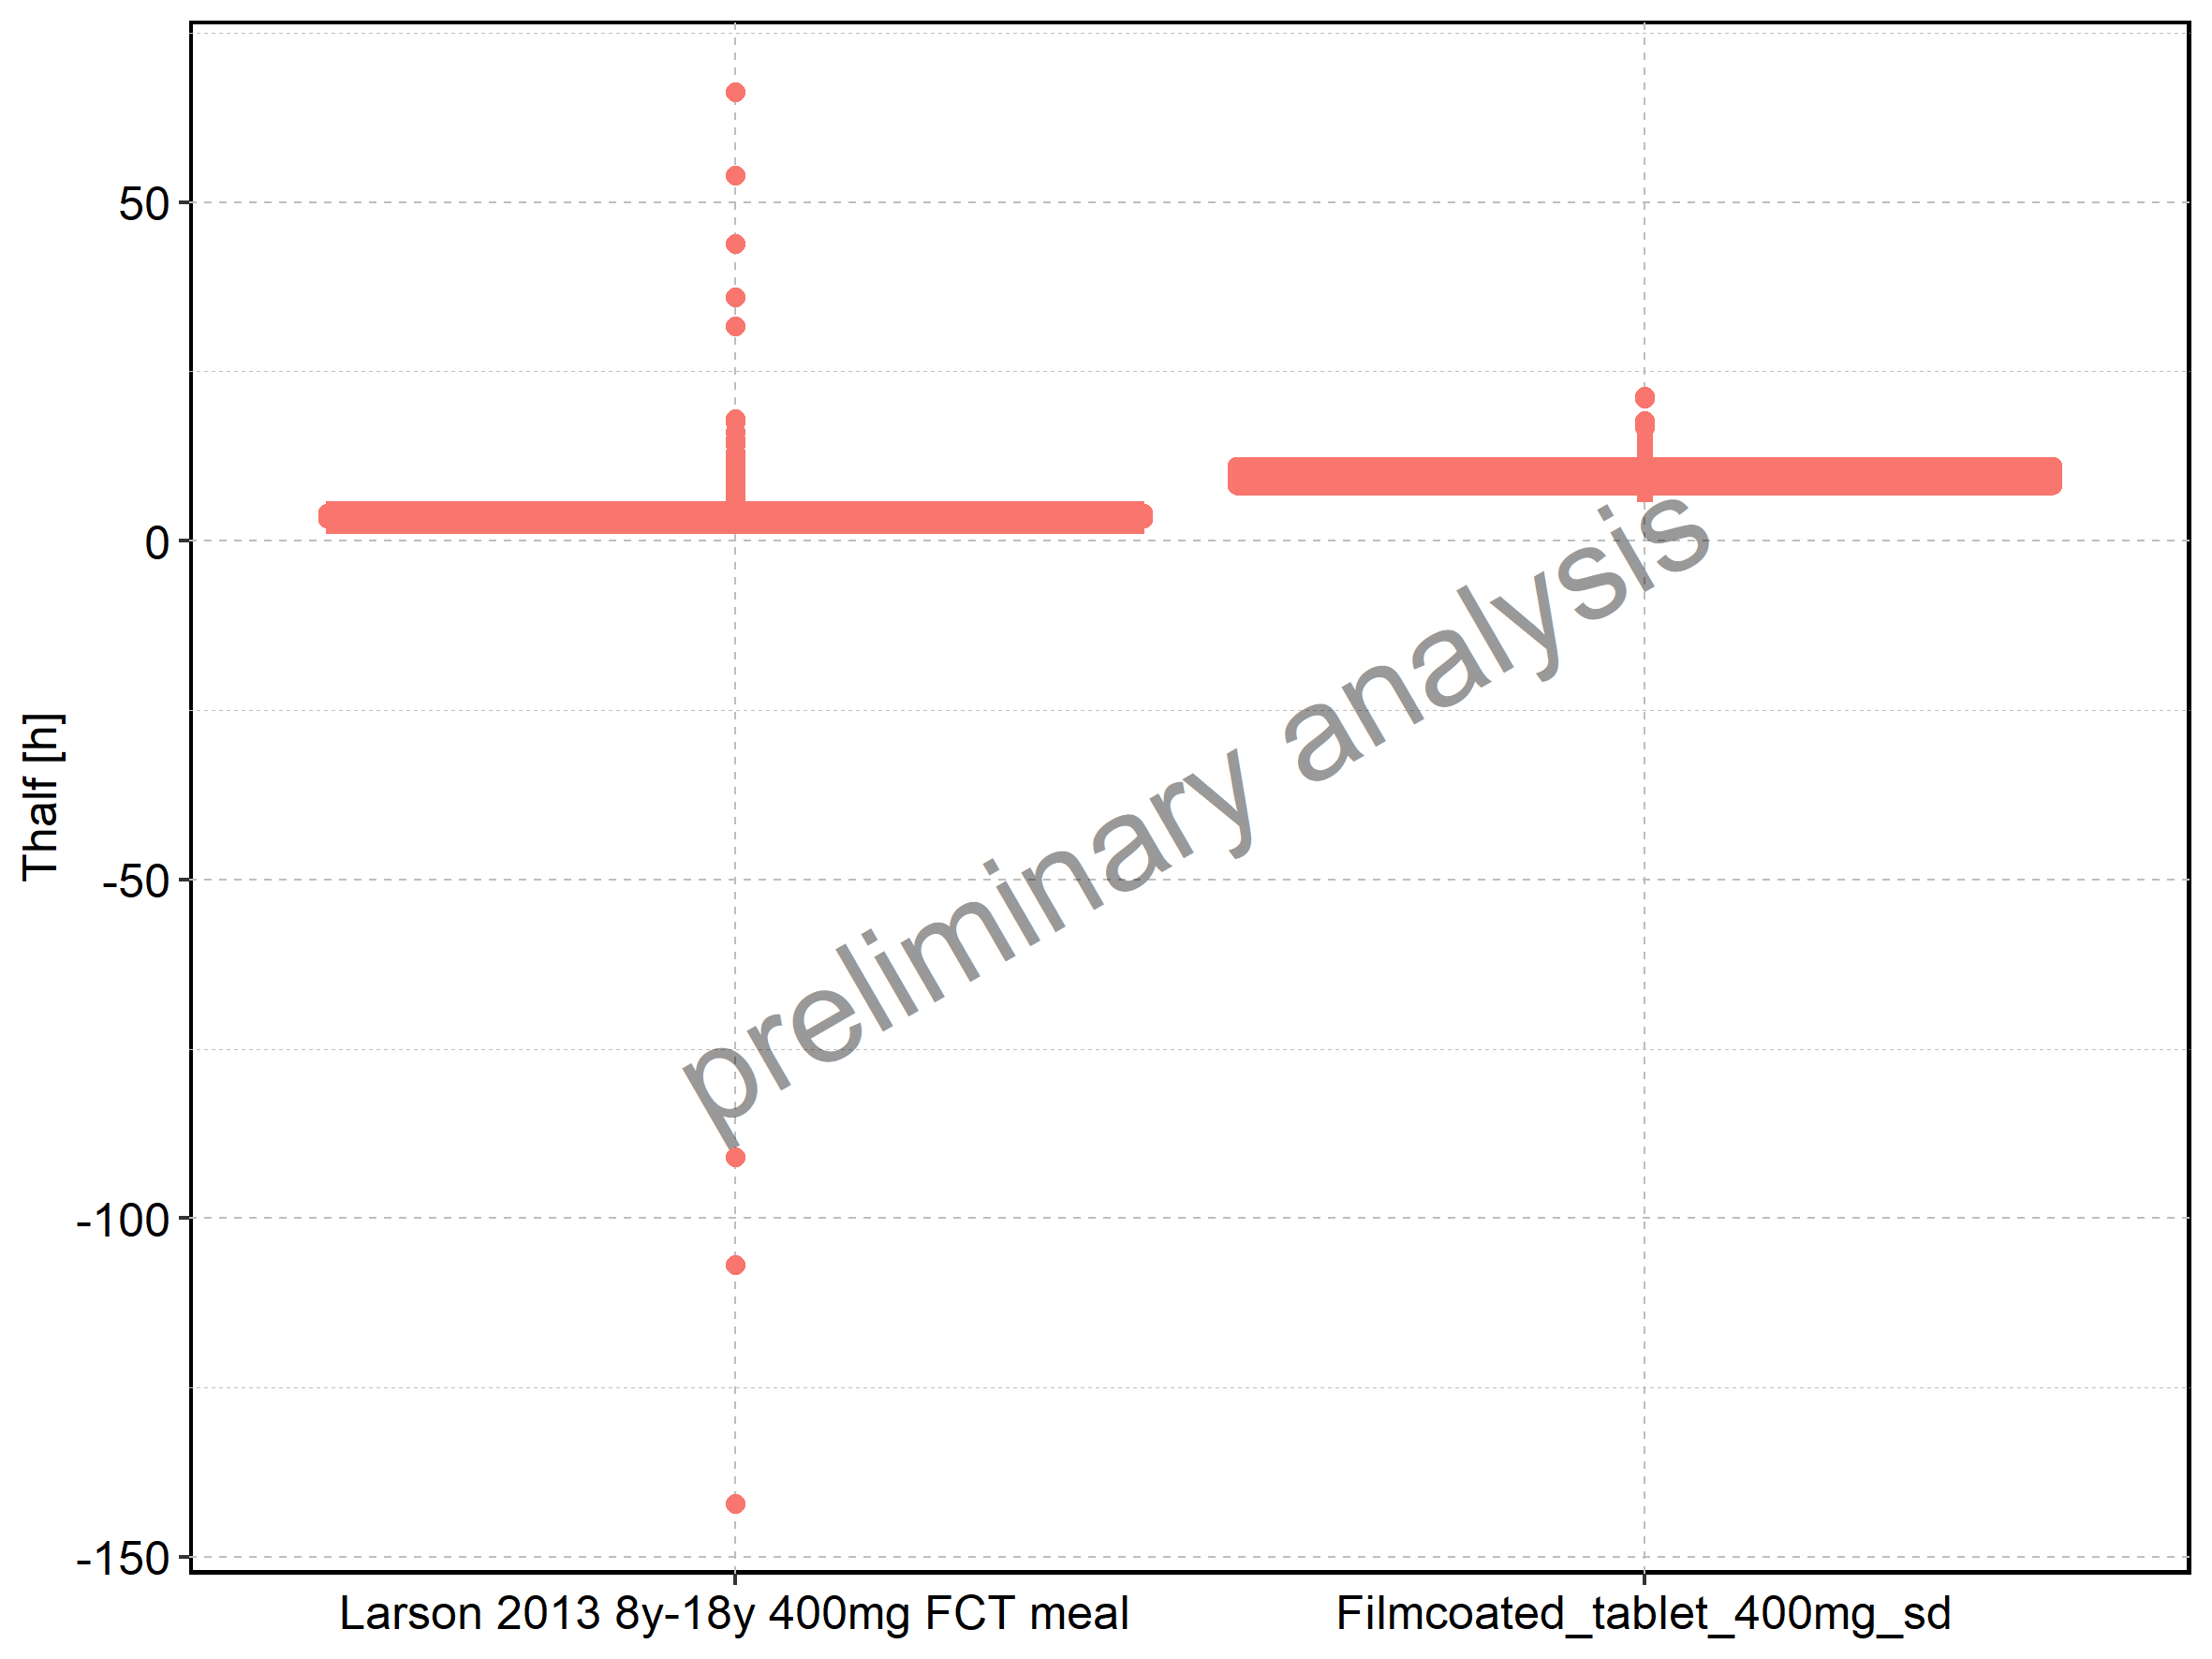 50
0
-50
-100
-150
Thalf [h]
preliminary analysis
Larson 2013 8y-18y 400mg FCT meal
Filmcoated_tablet_400mg_sd